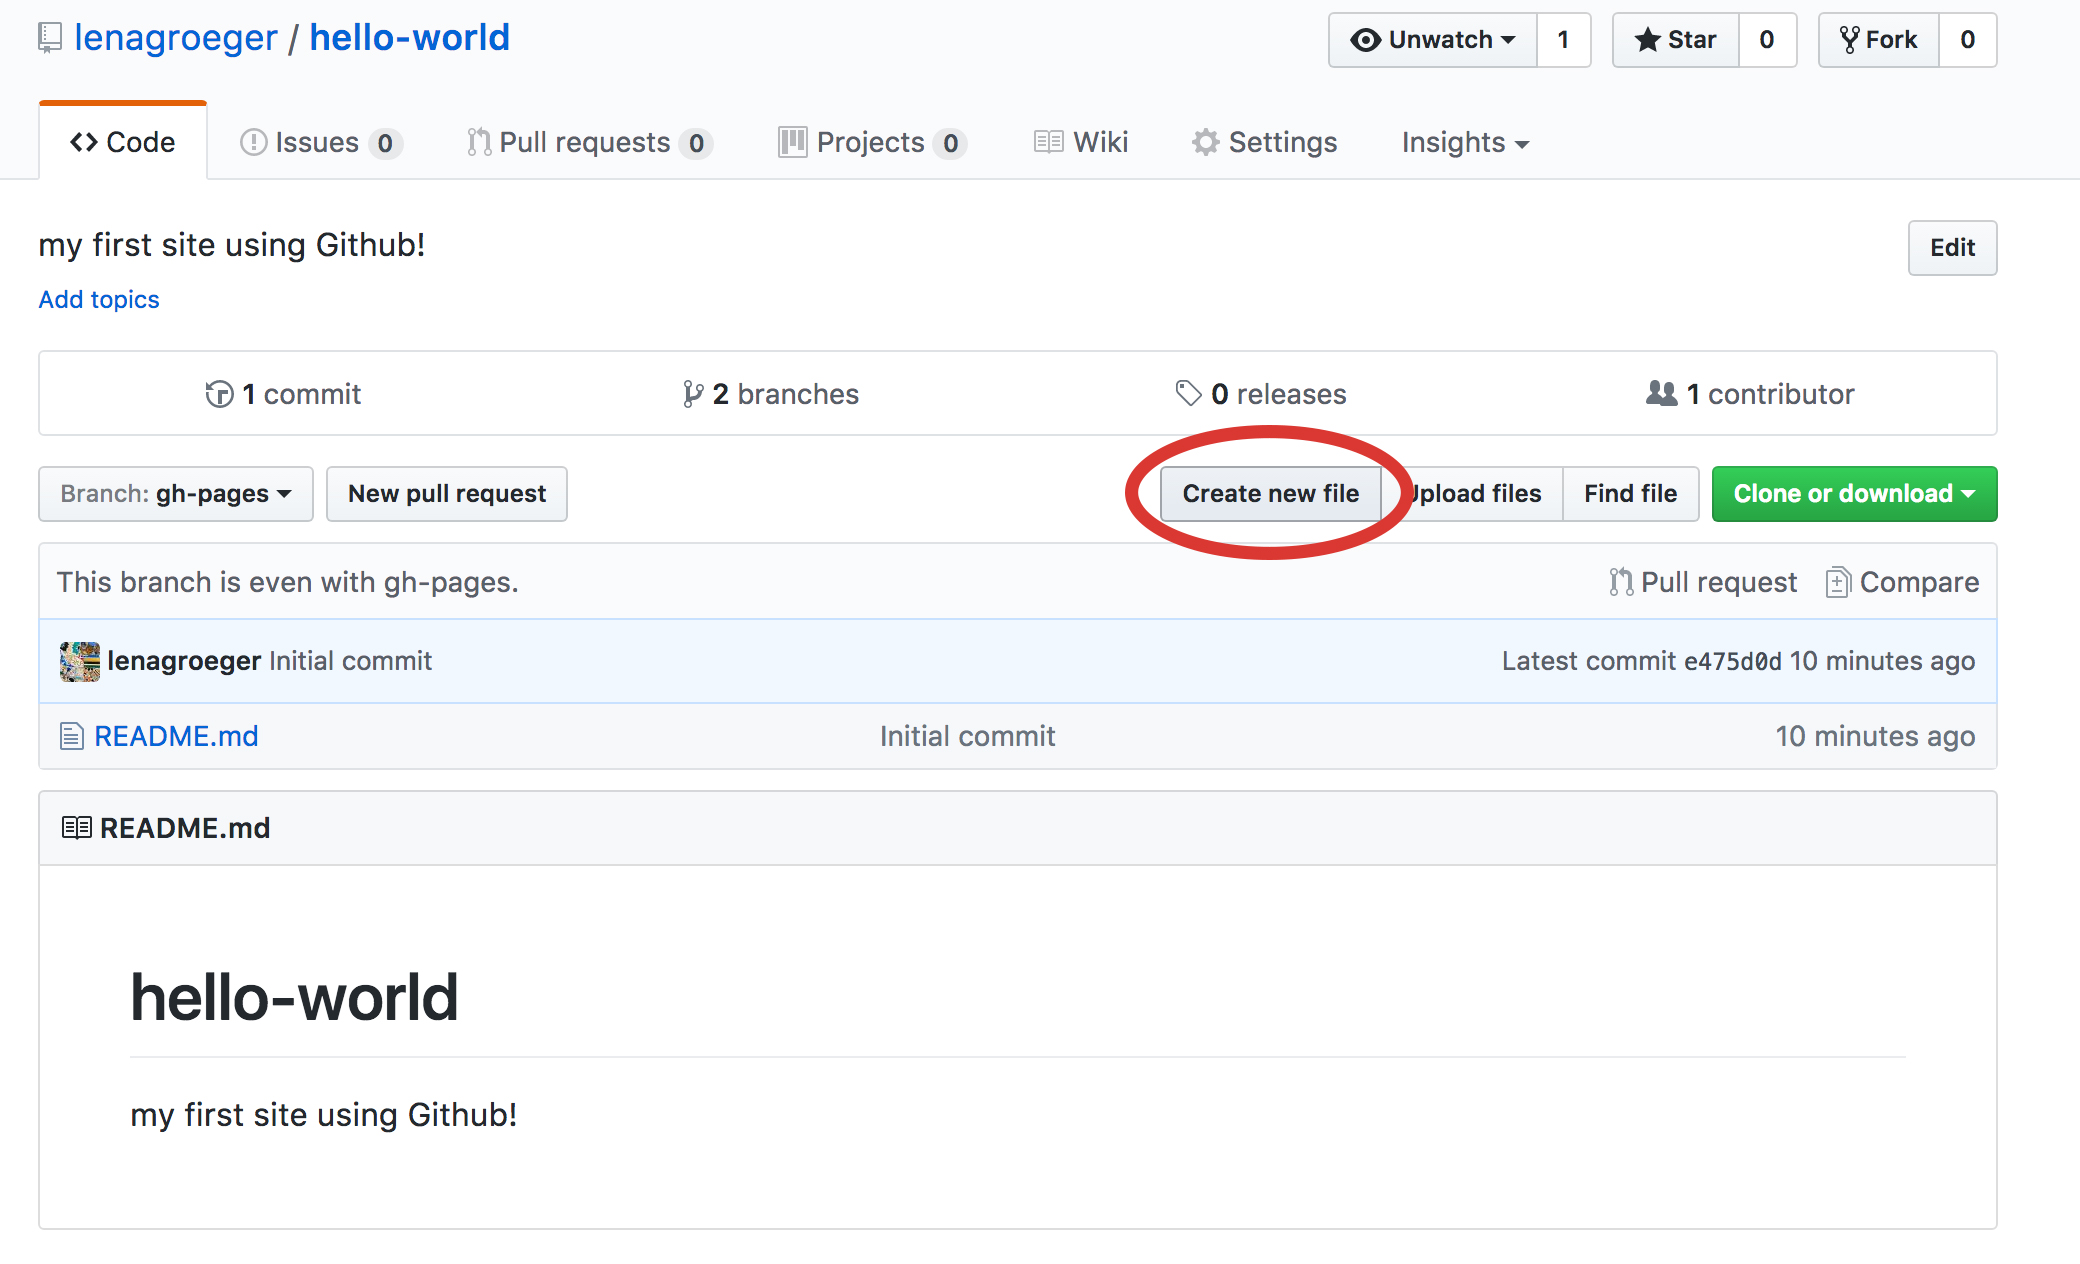 lenagroeger / hello-world
Unwatch 1 Star 0 Fork 0
Code Issues 0 Pull requests 0 Projects 0 Wiki Settings Insights
my first site using Github!
Edit
Add topics
1 commit 2 branches 0 releases 1 contributor
Branch: gh-pages New pull request Create new file Upload files Find file Clone or download
This branch is even with gh-pages. Pull request Compare
lenagroeger Initial commit Latest commit e475d0d 10 minutes ago
README.md Initial commit 10 minutes ago
README.md
hello-world
my first site using Github!